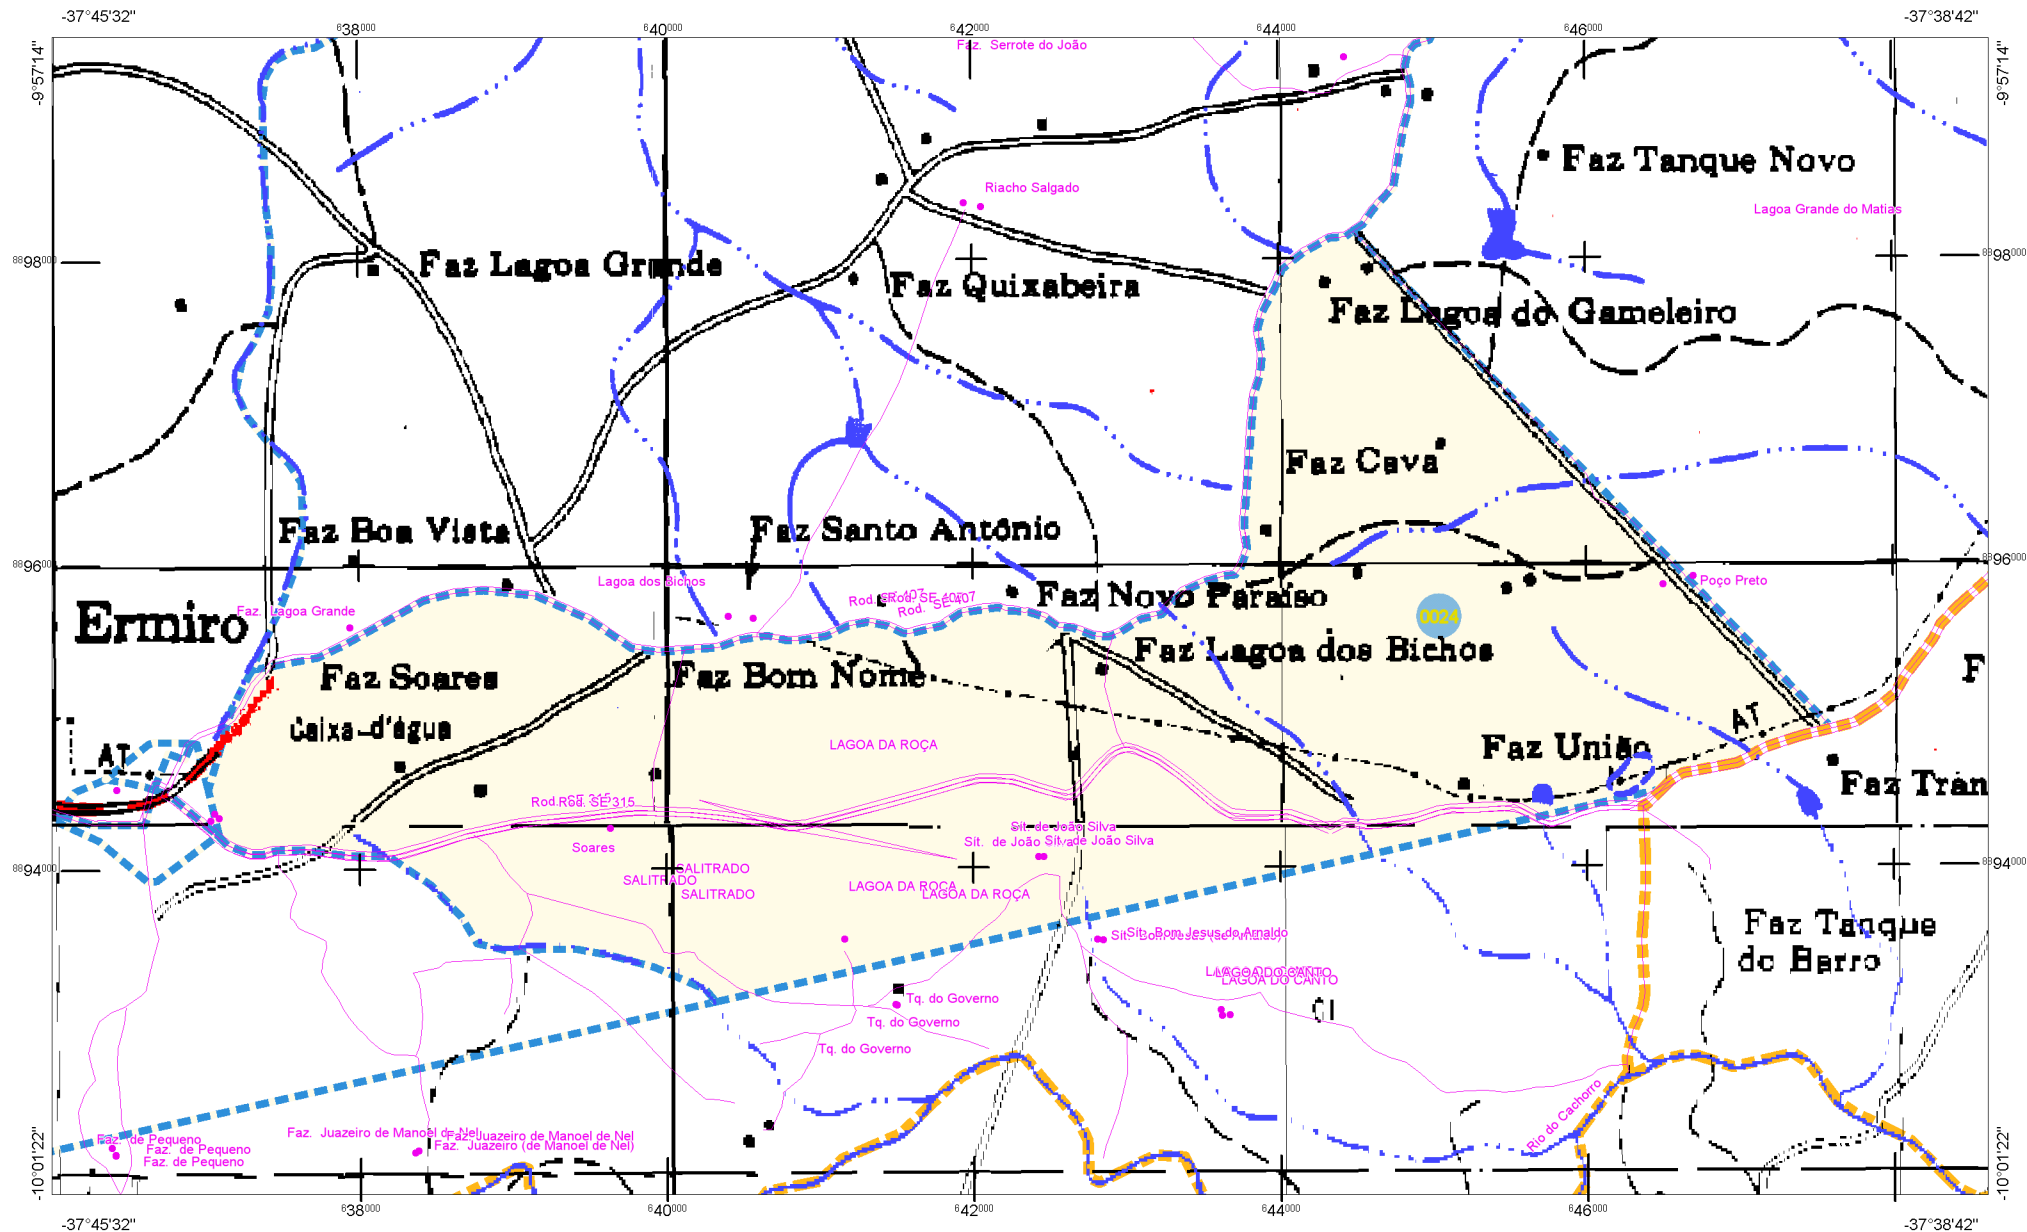 -37°45'32"
-37°38'42"
638000
640000
642000
644000
646000
-9°57'14"
-9°57'14"
Faz. Serrote do João
Faz Tanque Novo
Riacho Salgado
Lagoa Grande do Matias
8898000
8898000
Faz Lagoa Grande
Faz Quixabeira
Faz Lagoa do Gameleiro
Faz Cava
Faz Boa Vista
Faz Santo Antônio
8896000
8896000
Lagoa dos Bichos
Poço Preto
Faz Novo Paraíso
Faz. Lagoa Grande
Rod. SE 407
0024
Ermiro
Faz Lagoa dos Bichos
Faz Soares
Faz Bom Nome
F
Caixa-d'água
AT
LAGOA DA ROÇA
AT
Faz União
Faz Tran
Rod. SE 315
Sit. de João Silva
Sit. de João Silva
Sit. de João Silva
Soares
8894000
8894000
SALITRADO
SALITRADO
SALITRADO
LAGOA DA ROÇA
LAGOA DA ROÇA
Faz Tanque
do Barro
Sit. Bom Jesus do Arnaldo
LAGOA DO CANTO
LAGOA DO CANTO
Tq. do Governo
Tq. do Governo
Tq. do Governo
Rio do Cachorro
Faz. de Pequeno
Faz. de Pequeno
Faz. de Pequeno
Faz. Juazeiro de Manoel de Nel
Faz. Juazeiro de Manoel de Nel
Faz. Juazeiro (de Manoel de Nel)
-10°01'22"
-10°01'22"
638000
640000
642000
644000
646000
-37°45'32"
-37°38'42"